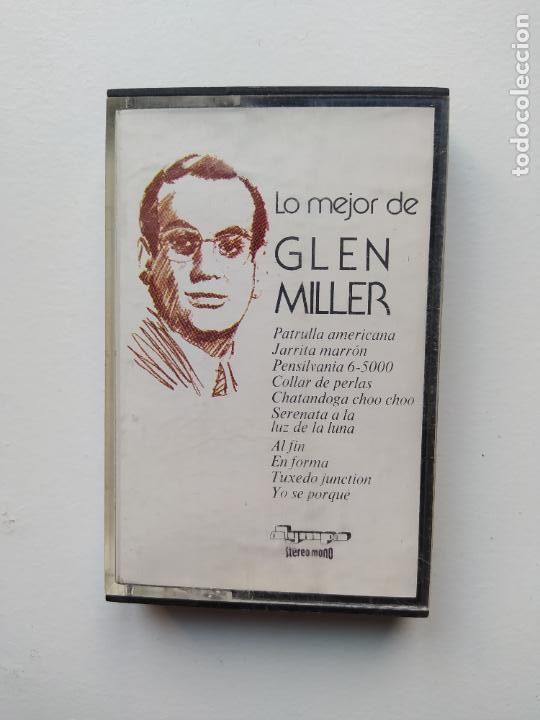 Lo mejor de
GLEN
MILLER
Patrulla americana
Jarrita marrón
Pensilvania 6-5000
Collar de perlas
Chatandoga choo choo
Serenata a la
luz de la luna
Al fin
En forma
Tuxedo junction
Yo se porque
stereo mono
todocoleccion